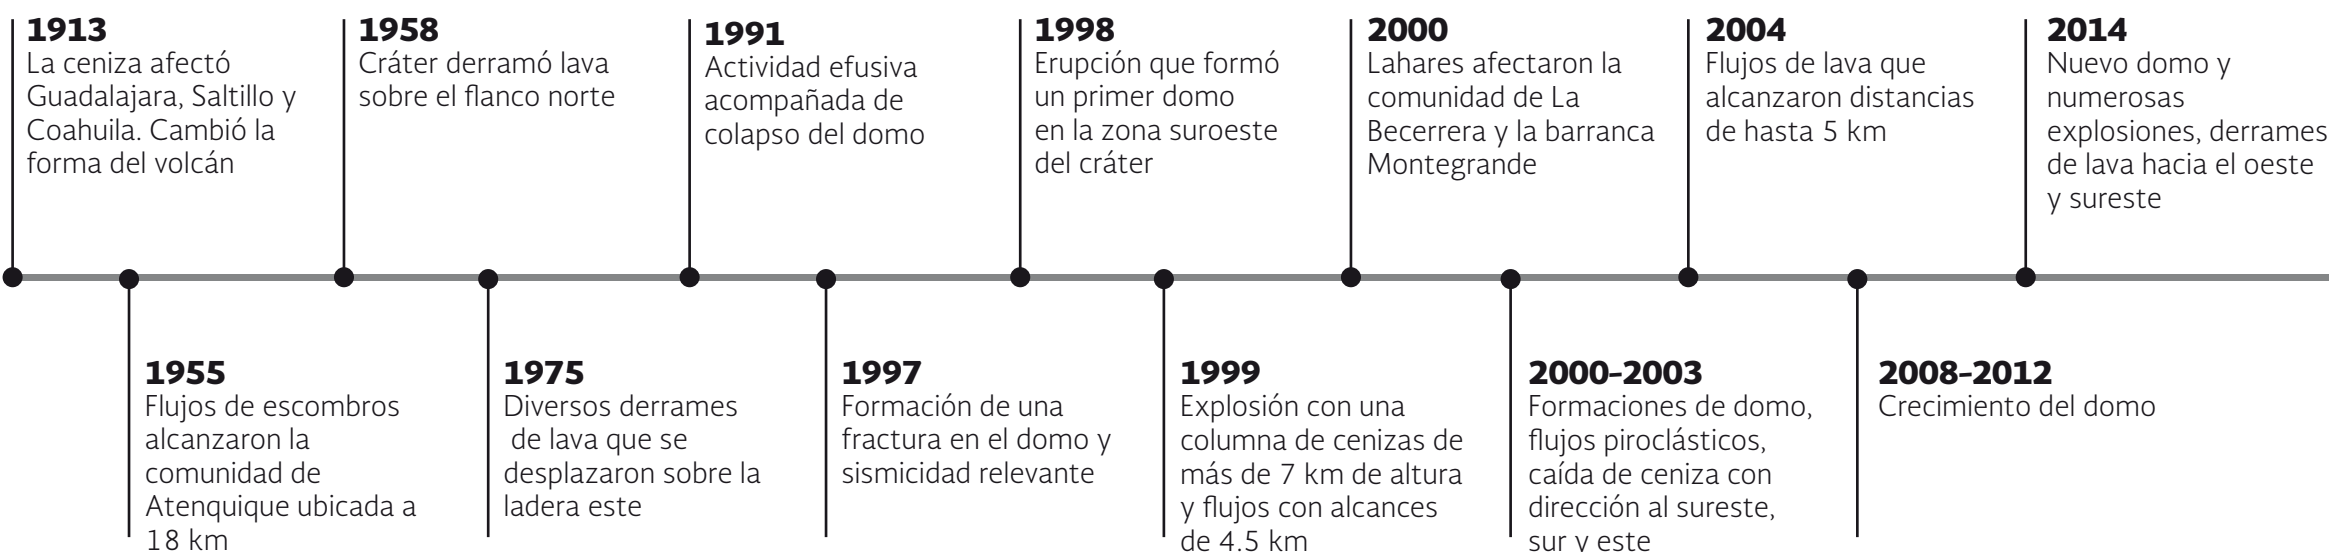 1913
La ceniza afectó
Guadalajara, Saltillo y
Coahuila. Cambió la
forma del volcán
1958
Cráter derramó lava
sobre el flanco norte
1991
Actividad efusiva
acompañada de
colapso del domo
1998
Erupción que formó
un primer domo
en la zona suroeste
del cráter
2000
Lahares afectaron la
comunidad de La
Becerrera y la barranca
Montegrande
2004
Flujos de lava que
alcanzaron distancias
de hasta 5 km
2014
Nuevo domo y
numerosas
explosiones, derrames
de lava hacia el oeste
y sureste
1955
Flujos de escombros
alcanzaron la
comunidad de
Atenquique ubicada a
18 km
1975
Diversos derrames
de lava que se
desplazaron sobre la
ladera este
1997
Formación de una
fractura en el domo y
sismicidad relevante
1999
Explosión con una
columna de cenizas de
más de 7 km de altura
y flujos con alcances
de 4.5 km
2000-2003
Formaciones de domo,
flujos piroclásticos,
caída de ceniza con
dirección al sureste,
sur y este
2008-2012
Crecimiento del domo